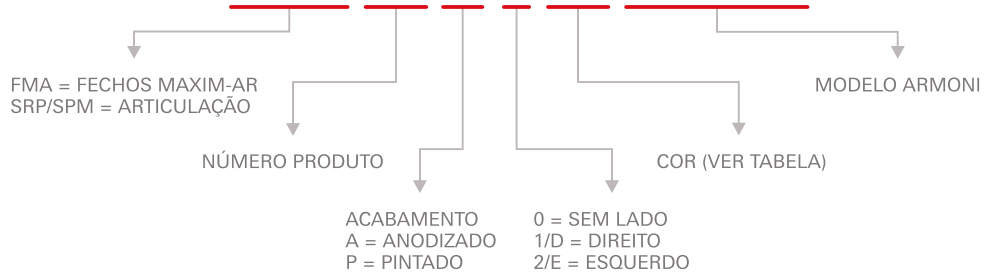 FMA = FECHOS MAXIM-AR
SRP/SPM = ARTICULAÇÃO
MODELO ARMONI
NÚMERO PRODUTO
COR (VER TABELA)
ACABAMENTO
A = ANODIZADO
P = PINTADO
0 = SEM LADO
1/D = DIREITO
2/E = ESQUERDO